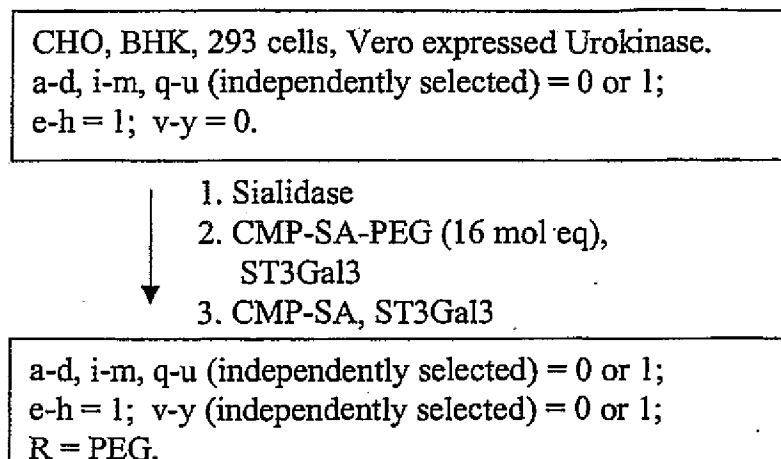 CHO, BHK, 293 cells, Vero expressed Urokinase.
a-d, i-m, q-u (independently selected) = 0 or 1;
e-h = 1; v-y = 0.
1. Sialidase
2. CMP-SA-PEG (16 mol eq),
ST3Gal3
3. CMP-SA, ST3Gal3
a-d, i-m, q-u (independently selected) = 0 or 1;
e-h = 1; v-y (independently selected) = 0 or 1;
R = PEG.